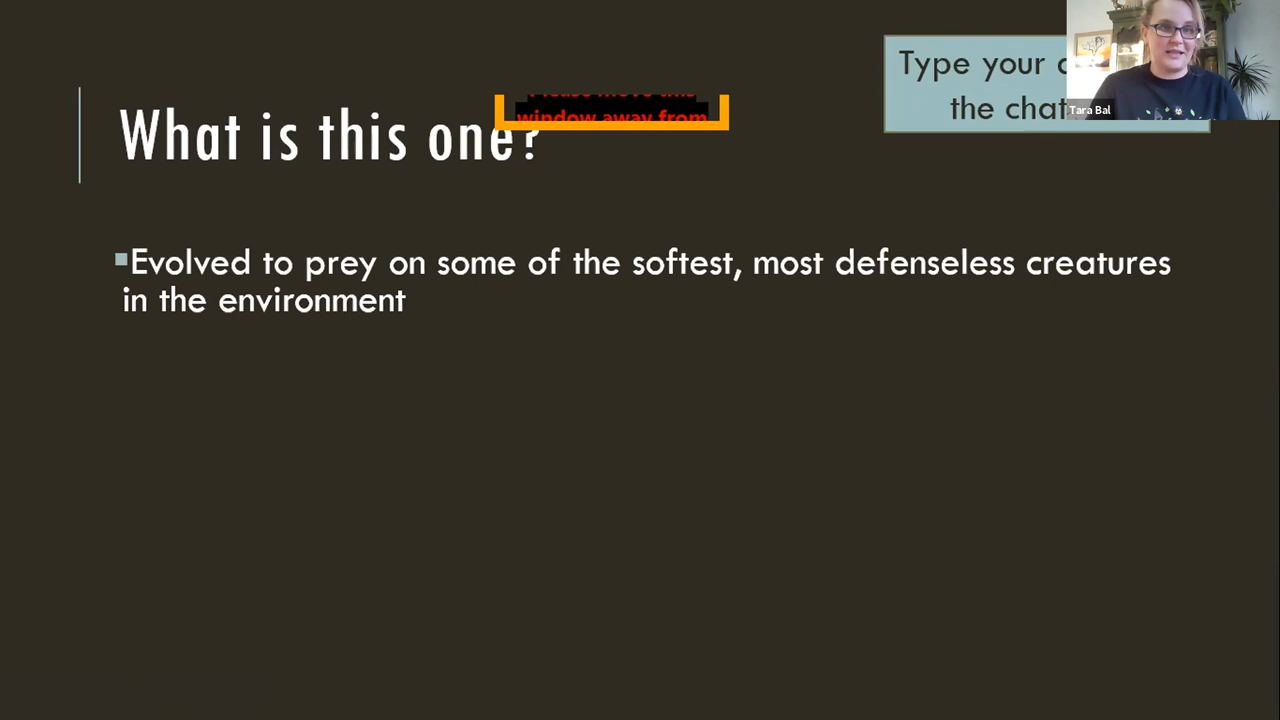 Type your
the chat
Tara Bal
window away from
What is this one?
Evolved to prey on some of the softest, most defenseless creatures
in the environment